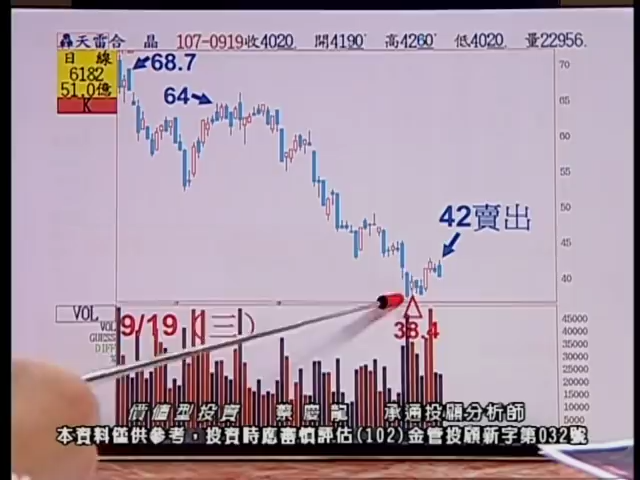 天雷合 晶 107-0919收4020 開4190 高4260 低4020 量22956
日 線
6182
51.0億
K
68.7
64
42賣出
38.4
70
65
60
55
50
45
40
VOL
45000
40000
35000
30000
25000
20000
15000
10000
5000
9/19 (三)
VOL
GUESS
DIF
價值型投資 蔡慶龍 承通投顧分析師
本資料僅供參考，投資時應審慎評估(102)金管投顧新字第032號